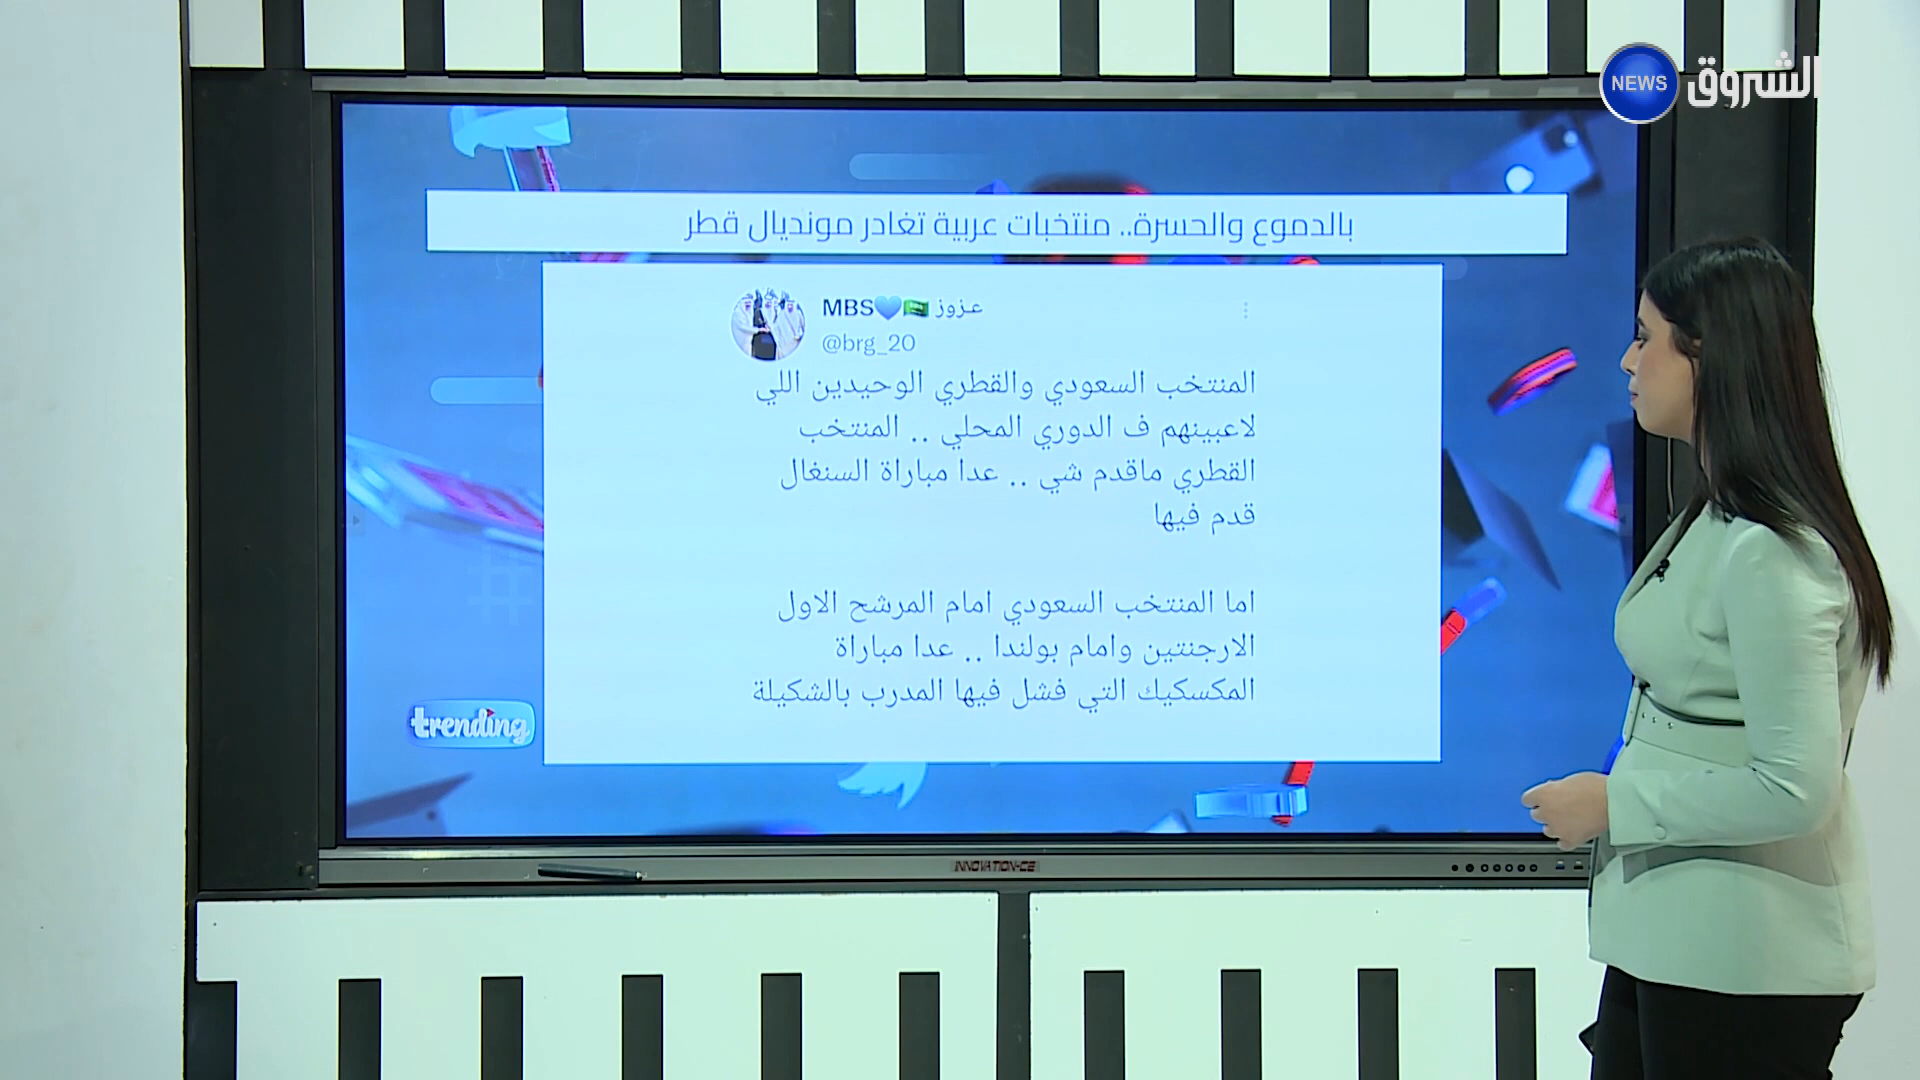 NEWS الشروق
بالدموع والحسرة.. منتخبات عربية تغادر مونديال قطر
عزوز 🇸🇦💙MBS
@brg_20
المنتخب السعودي والقطري الوحيدين اللي
لاعبينهم ف الدوري المحلي .. المنتخب
القطري ماقدم شي .. عدا مباراة السنغال
قدم فيها
اما المنتخب السعودي امام المرشح الاول
الارجنتين وامام بولندا .. عدا مباراة
المكسكيك التي فشل فيها المدرب بالشكيلة
trending
INNOVATION-CE